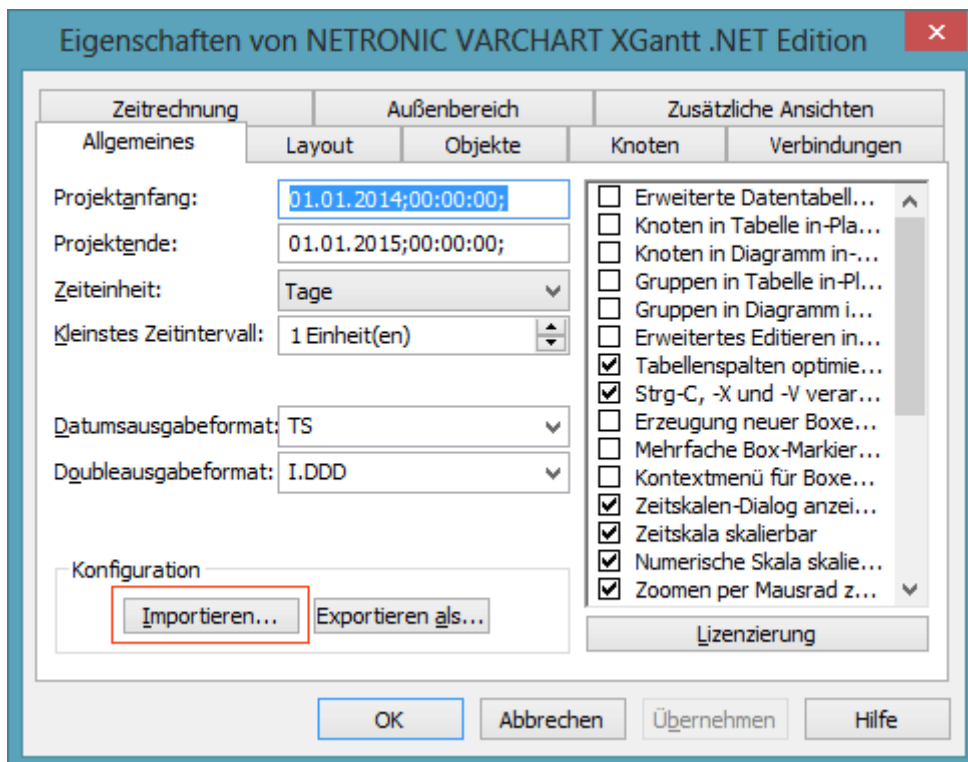 Eigenschaften von NETRONIC VARCHART XGantt .NET Edition
Zeitrechnung Außenbereich Zusätzliche Ansichten
Allgemeines Layout Objekte Knoten Verbindungen
Projektanfang: 01.01.2014;00:00:00;
Projektende: 01.01.2015;00:00:00;
Zeiteinheit: Tage
Kleinstes Zeitintervall: 1 Einheit(en)
Datumsausgabeformat: TS
Doubleausgabeformat: I.DDD
Konfiguration
Importieren... Exportieren als...
Erweiterte Datentabell...
Knoten in Tabelle in-Pla...
Knoten in Diagramm in-...
Gruppen in Tabelle in-Pl...
Gruppen in Diagramm i...
Erweitertes Editieren in...
Tabellenspalten optimie...
Strg-C, -X und -V verar...
Erzeugung neuer Boxe...
Mehrfache Box-Markier...
Kontextmenü für Boxe...
Zeitskalen-Dialog anzei...
Zeitskala skalierbar
Numerische Skala skalie...
Zoomen per Mausrad z...
Lizenzierung
OK Abbrechen Übernehmen Hilfe